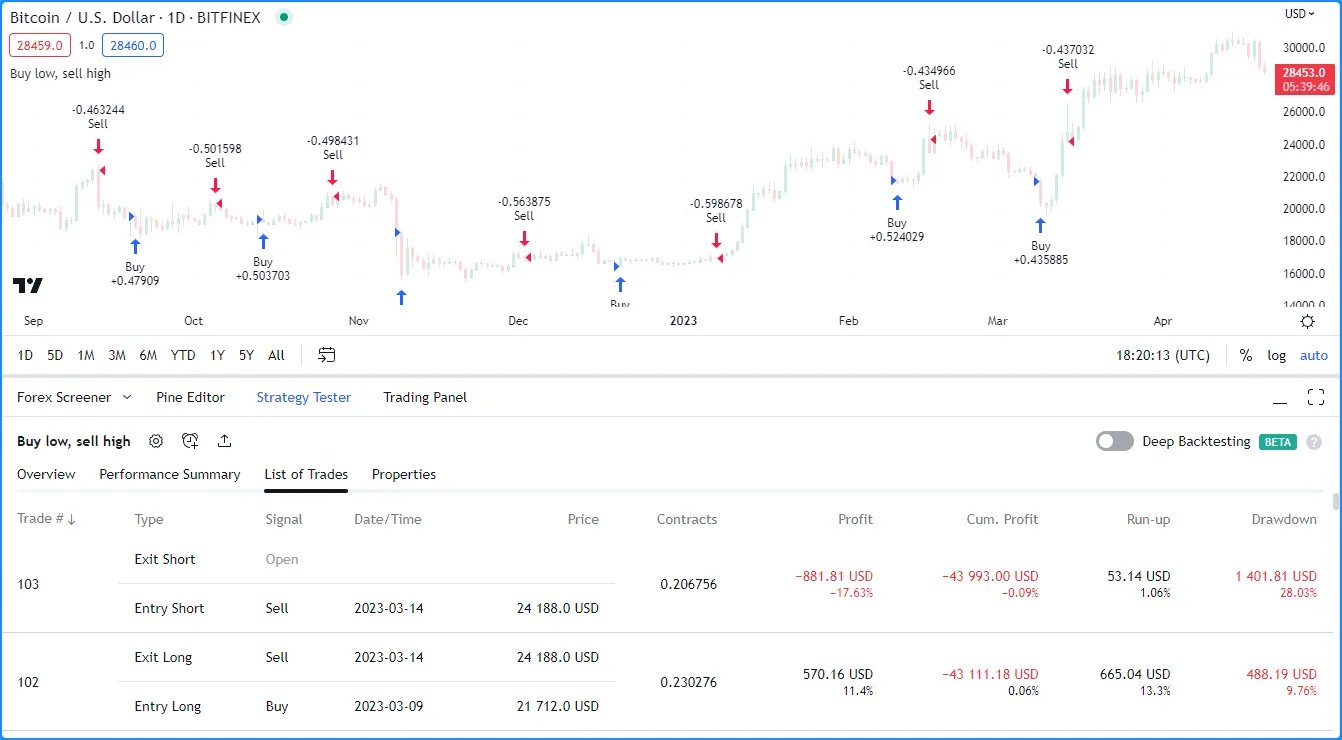 Bitcoin / U.S. Dollar · 1D · BITFINEX
USD
28459.0 1.0 28460.0
Buy low, sell high
30000.0
28453.0
05:39:46
26000.0
24000.0
22000.0
20000.0
18000.0
16000.0
14000.0
-0.463244
Sell
-0.501598
Sell
-0.498431
Sell
-0.563875
Sell
-0.598678
Sell
-0.434966
Sell
-0.437032
Sell
Buy
+0.47909
Buy
+0.503703
Buy
Buy
+0.524029
Buy
+0.435885
Sep Oct Nov Dec 2023 Feb Mar Apr
1D 5D 1M 3M 6M YTD 1Y 5Y All 18:20:13 (UTC) % log auto
Forex Screener Pine Editor Strategy Tester Trading Panel
Buy low, sell high Deep Backtesting BETA ?
Overview Performance Summary List of Trades Properties
Trade # ↓ Type Signal Date/Time Price Contracts Profit Cum. Profit Run-up Drawdown
Exit Short Open
103 0.206756 −881.81 USD −43 993.00 USD 53.14 USD 1 401.81 USD
−17.63% −0.09% 1.06% 28.03%
Entry Short Sell 2023-03-14 24 188.0 USD
Exit Long Sell 2023-03-14 24 188.0 USD
102 0.230276 570.16 USD −43 111.18 USD 665.04 USD 488.19 USD
11.4% 0.06% 13.3% 9.76%
Entry Long Buy 2023-03-09 21 712.0 USD